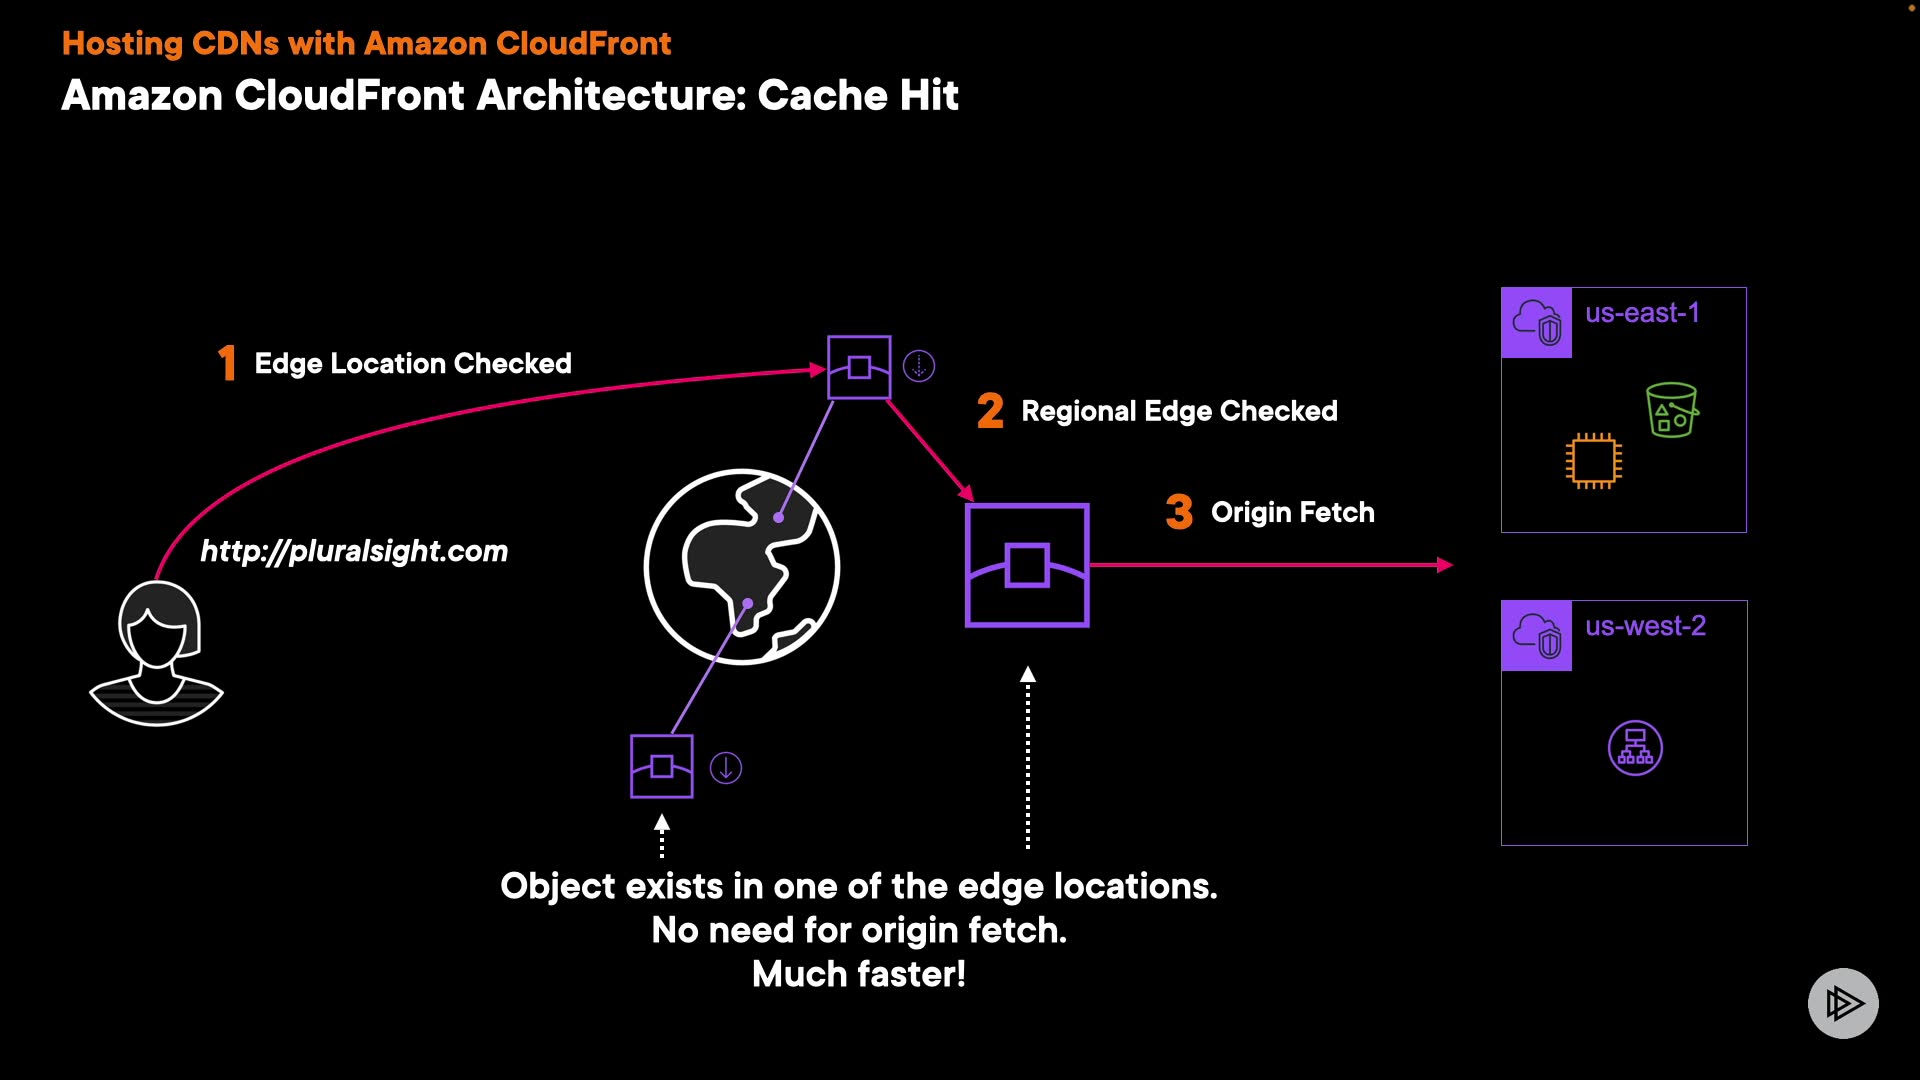 Hosting CDNs with Amazon CloudFront
Amazon CloudFront Architecture: Cache Hit
us-east-1
1 Edge Location Checked
2 Regional Edge Checked
3 Origin Fetch
http://pluralsight.com
us-west-2
Object exists in one of the edge locations.
No need for origin fetch.
Much faster!